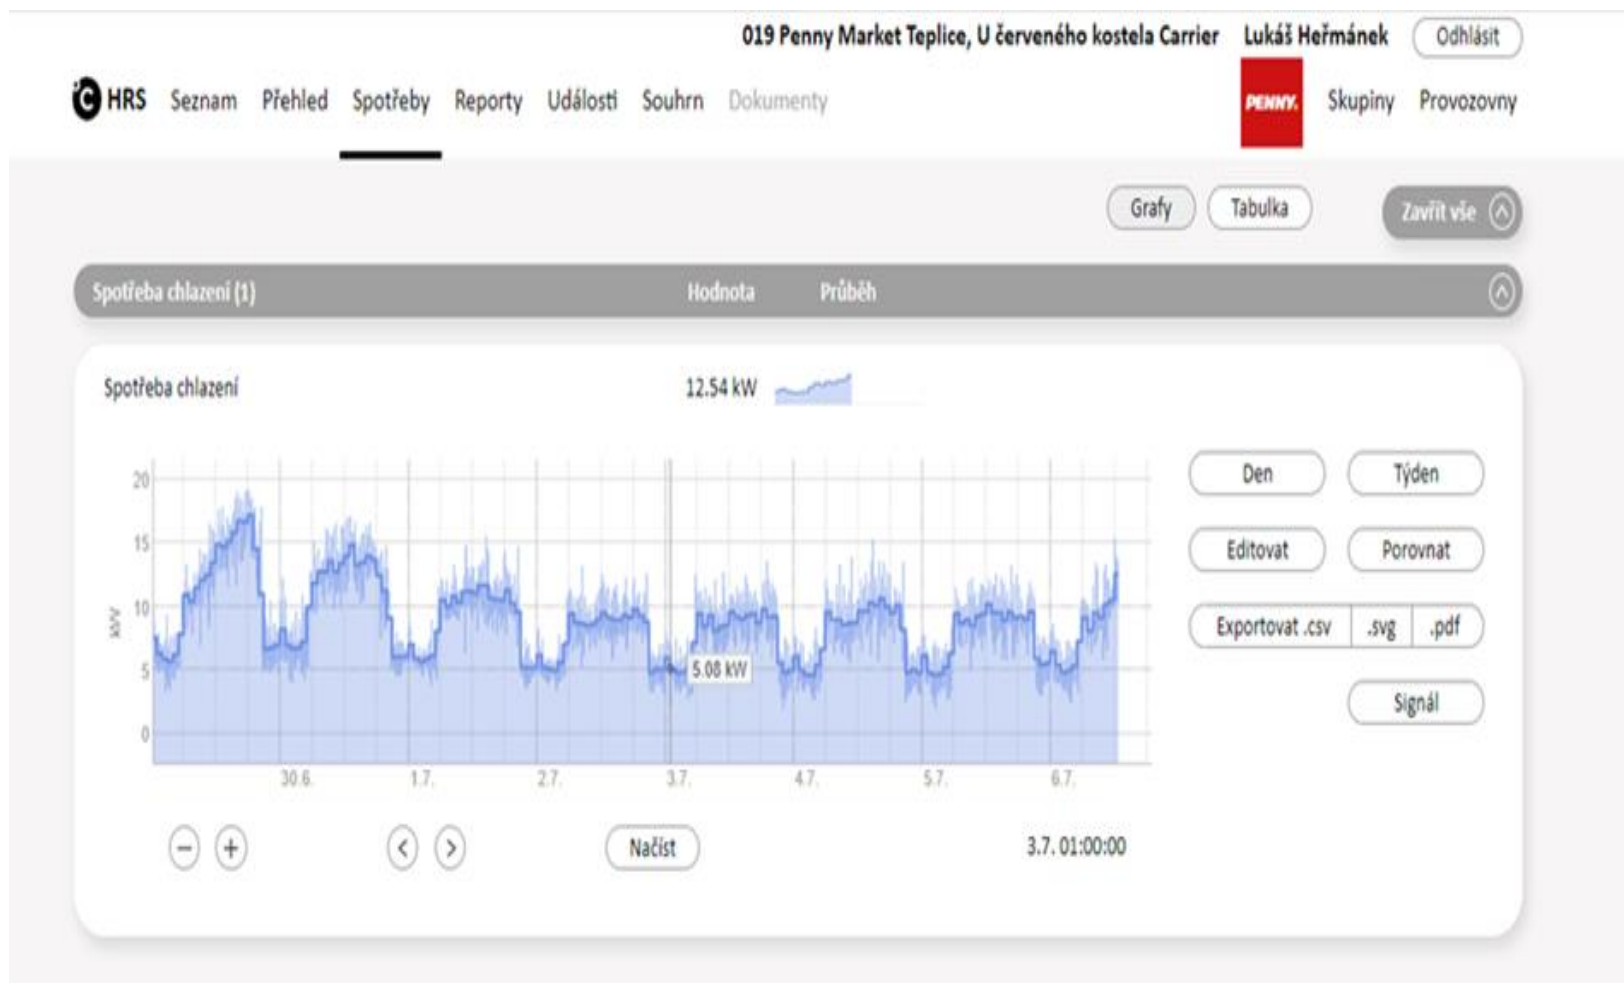 019 Penny Market Teplice, U červeného kostela Carrier Lukáš Heřmánek Odhlásit
°C HRS Seznam Přehled Spotřeby Reporty Události Souhrn Dokumenty PENNY. Skupiny Provozovny
Grafy Tabulka Zavřít vše
Spotřeba chlazení (1) Hodnota Průběh
Spotřeba chlazení 12.54 kW
20
15
10
5
0
kW
5.08 kW
30.6. 1.7. 2.7. 3.7. 4.7. 5.7. 6.7.
Den Týden
Editovat Porovnat
Exportovat .csv .svg .pdf
Signál
− + < > Načíst 3.7. 01:00:00